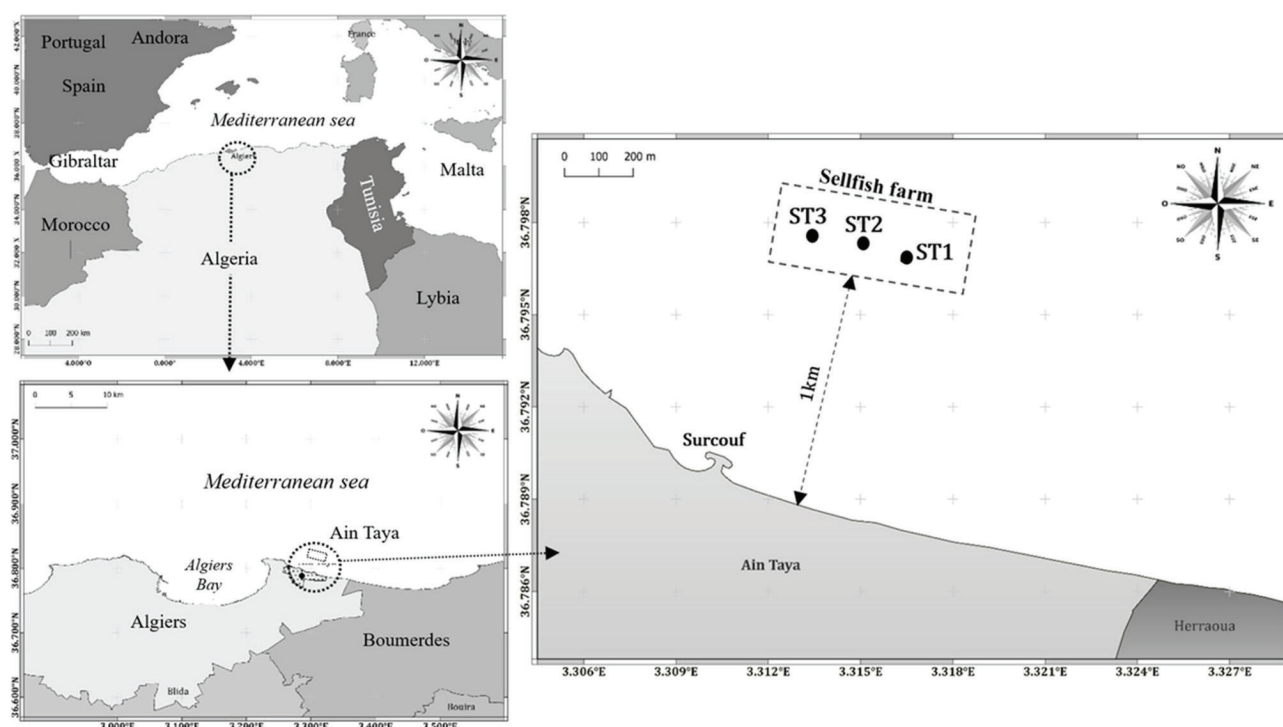 Portugal
Andora
France
Spain
Mediterranean sea
Gibraltar
Algiers
Malta
Morocco
Tunisia
Algeria
Lybia
0 100 200 km
4.000°W 0.000°E 4.000°E 8.000°E 12.000°E
42.000°N
40.000°N
38.000°N
36.000°N
34.000°N
32.000°N
30.000°N
28.000°N
N
E
S
O
0 5 10 km
N
E
S
O
Mediterranean sea
Ain Taya
Algiers
Bay
Algiers
Boumerdes
Blida
Bouira
37.000°N
36.900°N
36.800°N
36.700°N
36.600°N
3.000°E 3.100°E 3.200°E 3.300°E 3.400°E 3.500°E
0 100 200 m
N
NO NE
O E
SO SE
S
Sellfish farm
ST3
ST2
ST1
1km
Surcouf
Ain Taya
Herraoua
36.798°N
36.795°N
36.792°N
36.789°N
36.786°N
3.306°E 3.309°E 3.312°E 3.315°E 3.318°E 3.321°E 3.324°E 3.327°E